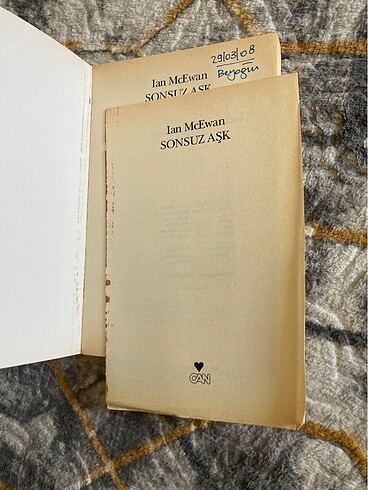 29/03/08
Beyoğlu
Ian McEwan
SONSUZ AŞK
Ian McEwan
SONSUZ AŞK
CAN